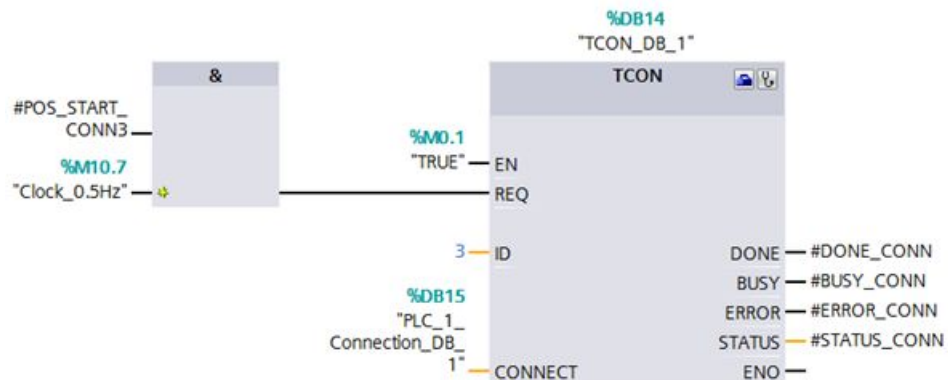 %DB14
"TCON_DB_1"
&
TCON
#POS_START_
CONN3
%M10.7
"Clock_0.5Hz"
%M0.1
"TRUE"
EN
REQ
3
ID
DONE
#DONE_CONN
BUSY
#BUSY_CONN
%DB15
"PLC_1_
Connection_DB_
1"
ERROR
#ERROR_CONN
STATUS
#STATUS_CONN
CONNECT
ENO